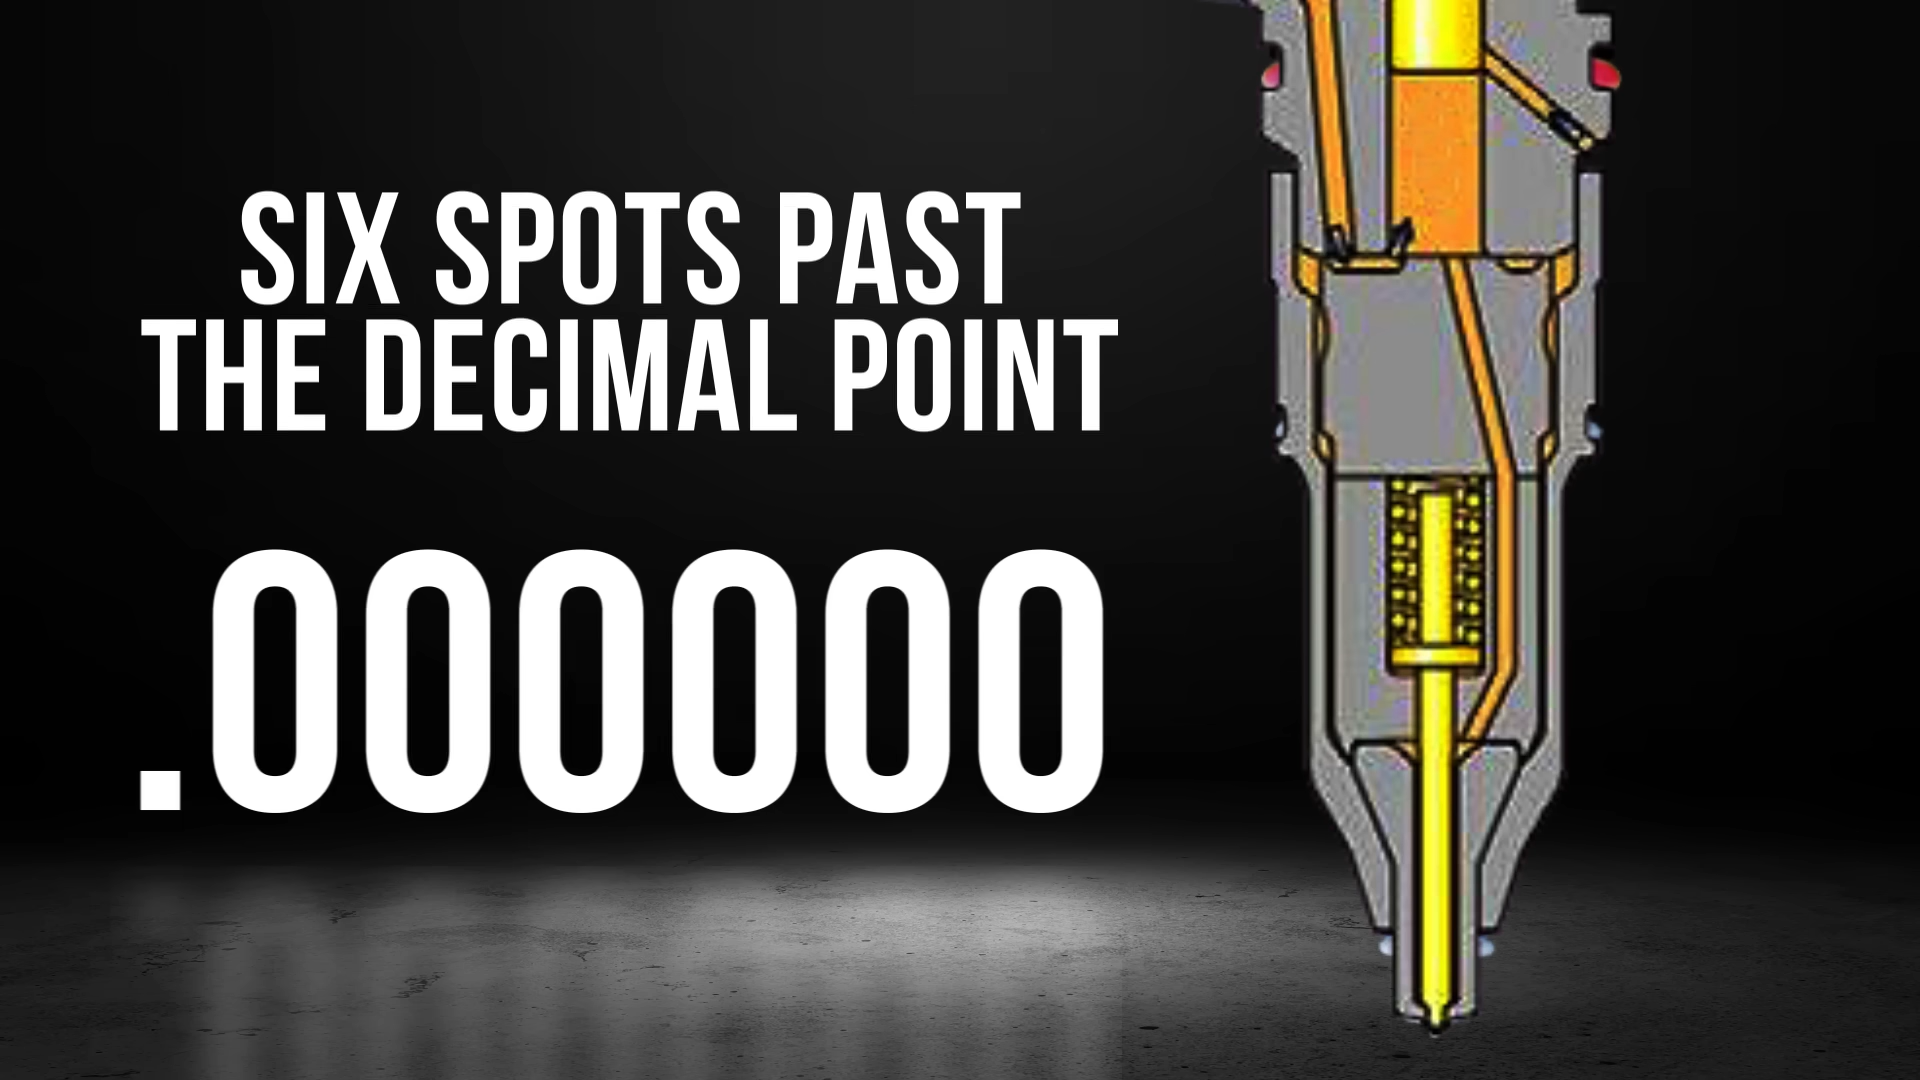 SIX SPOTS PAST
THE DECIMAL POINT
.000000